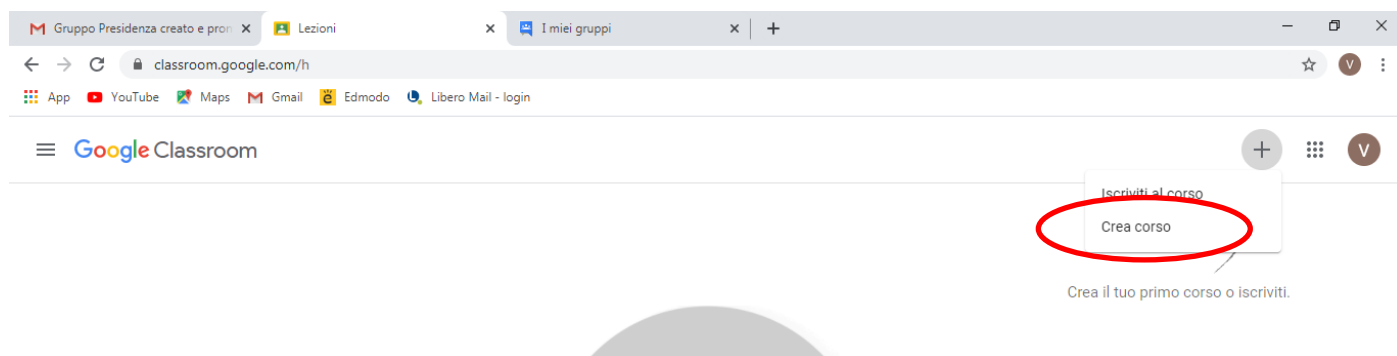 Gruppo Presidenza creato e pron
Lezioni
I miei gruppi
classroom.google.com/h
V
App
YouTube
Maps
Gmail
ë Edmodo
Libero Mail - login
Google Classroom
V
Iscriviti al corso
Crea corso
Crea il tuo primo corso o iscriviti.